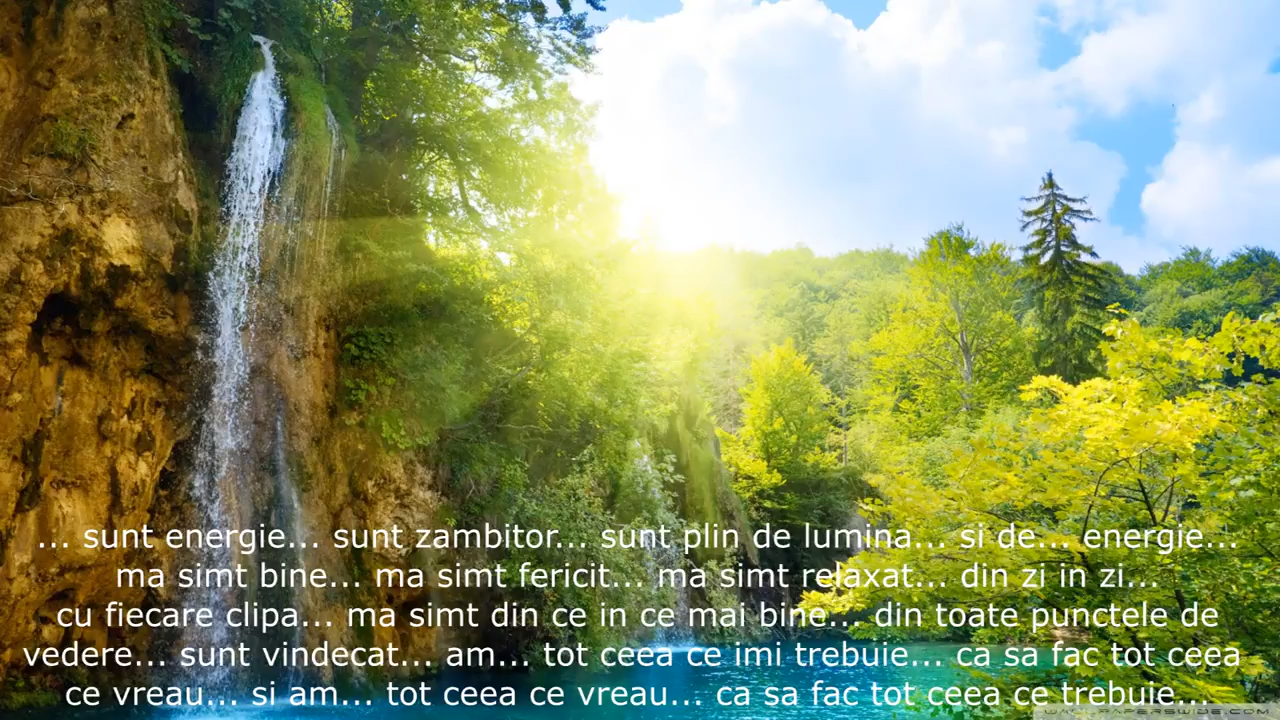 ... sunt energie... sunt zambitor... sunt plin de lumina... si de... energie...
ma simt bine... ma simt fericit... ma simt relaxat... din zi in zi...
cu fiecare clipa... ma simt din ce in ce mai bine... din toate punctele de
vedere... sunt vindecat... am... tot ceea ce imi trebuie... ca sa fac tot ceea
ce vreau... si am... tot ceea ce vreau... ca sa fac tot ceea ce trebuie...